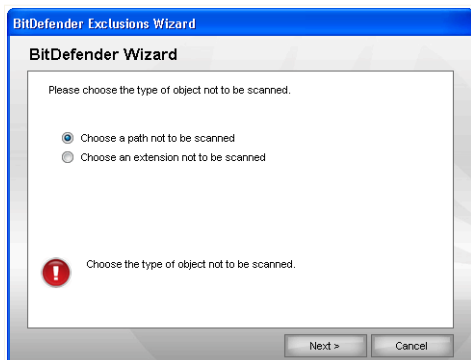 BitDefender Exclusions Wizard
BitDefender Wizard
Please choose the type of object not to be scanned.
Choose a path not to be scanned
Choose an extension not to be scanned
Choose the type of object not to be scanned.
Next >
Cancel